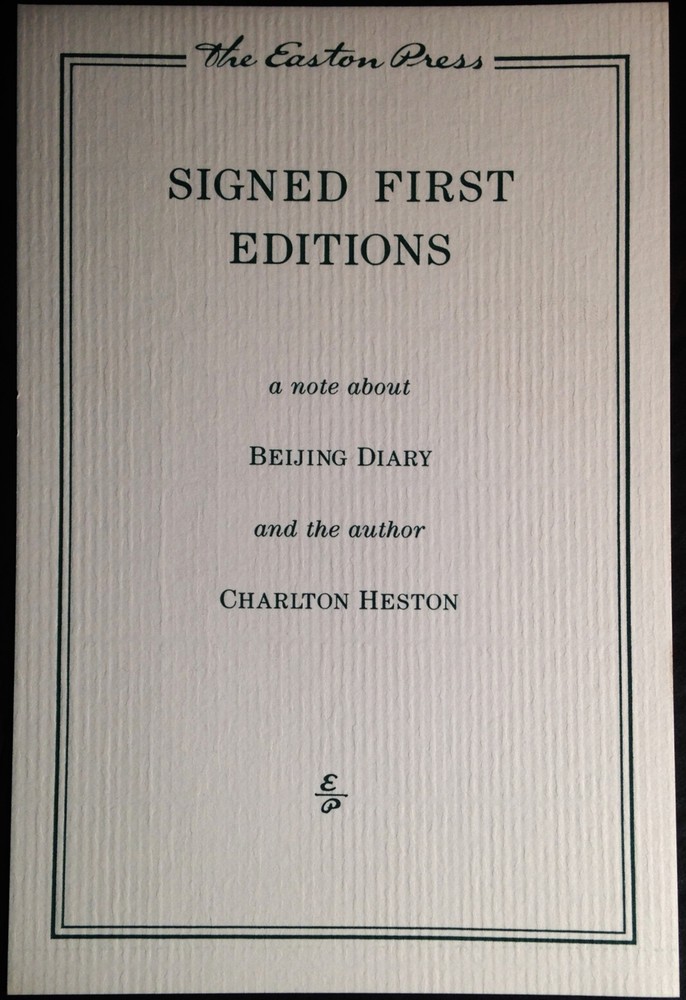 The Easton Press
SIGNED FIRST
EDITIONS
a note about
BEIJING DIARY
and the author
CHARLTON HESTON
E
P